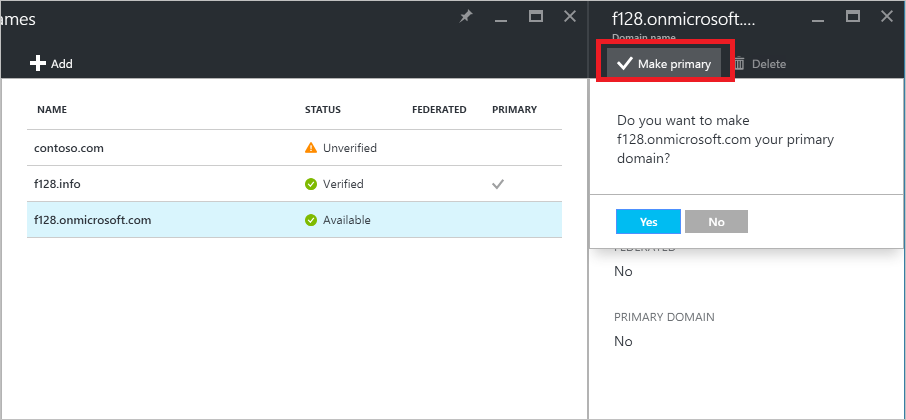 ames
Add
NAME STATUS FEDERATED PRIMARY
contoso.com Unverified
f128.info Verified
f128.onmicrosoft.com Available
f128.onmicrosoft....
Domain name
Make primary Delete
Do you want to make
f128.onmicrosoft.com your primary
domain?
Yes No
FEDERATED
No
PRIMARY DOMAIN
No